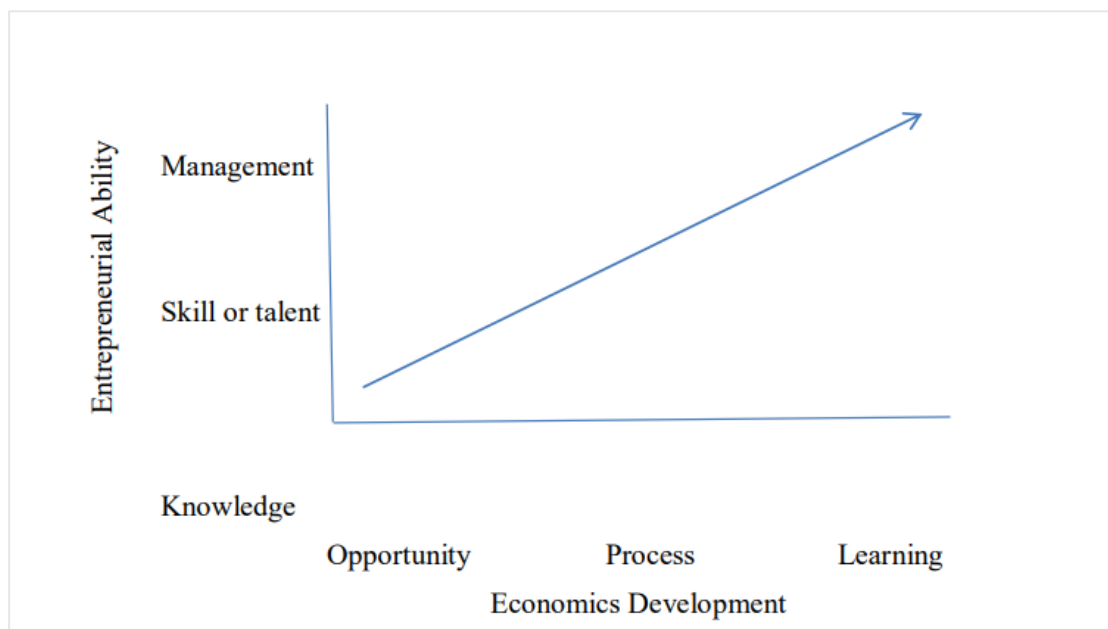 Entrepreneurial Ability
Management
Skill or talent
Knowledge
Opportunity Process Learning
Economics Development